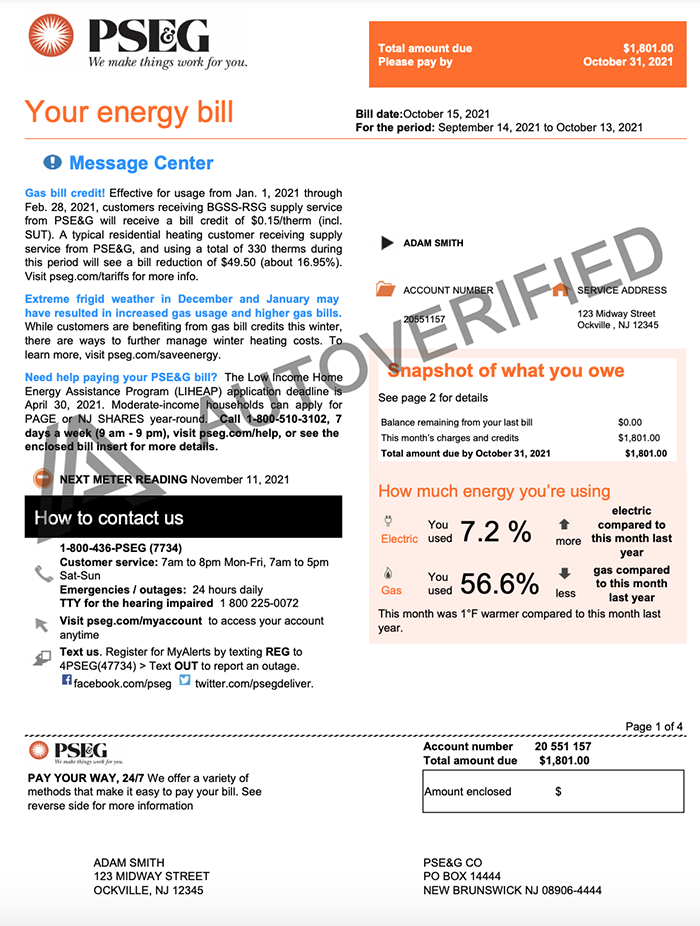 PSE&G
We make things work for you.
Total amount due $1,801.00
Please pay by October 31, 2021
Your energy bill
Bill date:October 15, 2021
For the period: September 14, 2021 to October 13, 2021
Message Center
Gas bill credit! Effective for usage from Jan. 1, 2021 through
Feb. 28, 2021, customers receiving BGSS-RSG supply service
from PSE&G will receive a bill credit of $0.15/therm (incl.
SUT). A typical residential heating customer receiving supply
service from PSE&G, and using a total of 330 therms during
this period will see a bill reduction of $49.50 (about 16.95%).
Visit pseg.com/tariffs for more info.
Extreme frigid weather in December and January may
have resulted in increased gas usage and higher gas bills.
While customers are benefiting from gas bill credits this winter,
there are ways to further manage winter heating costs. To
learn more, visit pseg.com/saveenergy.
Need help paying your PSE&G bill? The Low Income Home
Energy Assistance Program (LIHEAP) application deadline is
April 30, 2021. Moderate-income households can apply for
PAGE or NJ SHARES year-round. Call 1-800-510-3102, 7
days a week (9 am - 9 pm), visit pseg.com/help, or see the
enclosed bill insert for more details.
NEXT METER READING November 11, 2021
How to contact us
1-800-436-PSEG (7734)
Customer service: 7am to 8pm Mon-Fri, 7am to 5pm
Sat-Sun
Emergencies / outages: 24 hours daily
TTY for the hearing impaired 1 800 225-0072
Visit pseg.com/myaccount to access your account
anytime
Text us. Register for MyAlerts by texting REG to
4PSEG(47734) > Text OUT to report an outage.
facebook.com/pseg twitter.com/psegdeliver.
ADAM SMITH
ACCOUNT NUMBER
20551157
SERVICE ADDRESS
123 Midway Street
Ockville , NJ 12345
AUTOVERIFIED
Snapshot of what you owe
See page 2 for details
Balance remaining from your last bill $0.00
This month's charges and credits $1,801.00
Total amount due by October 31, 2021 $1,801.00
How much energy you're using
Electric
You
used
7.2 %
more
electric
compared to
this month last
year
Gas
You
used
56.6%
less
gas compared
to this month
last year
This month was 1°F warmer compared to this month last
year.
Page 1 of 4
PSE&G
We make things work for you.
PAY YOUR WAY, 24/7 We offer a variety of
methods that make it easy to pay your bill. See
reverse side for more information
Account number 20 551 157
Total amount due $1,801.00
Amount enclosed $
ADAM SMITH
123 MIDWAY STREET
OCKVILLE, NJ 12345
PSE&G CO
PO BOX 14444
NEW BRUNSWICK NJ 08906-4444